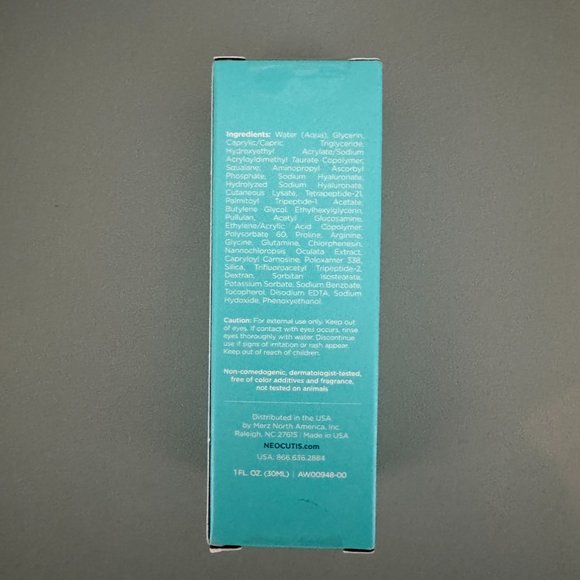 Ingredients: Water (Aqua), Glycerin,
Caprylic/Capric Triglyceride,
Hydroxyethyl Acrylate/Sodium
Acryloyldimethyl Taurate Copolymer,
Squalane, Aminopropyl Ascorbyl
Phosphate, Sodium Hyaluronate,
Hydrolyzed Sodium Hyaluronate,
Cutaneous Lysate, Tetrapeptide-21,
Palmitoyl Tripeptide-1 Acetate,
Butylene Glycol, Ethylhexylglycerin,
Pullulan, Acetyl Glucosamine,
Ethylene/Acrylic Acid Copolymer,
Polysorbate 60, Proline, Arginine,
Glycine, Glutamine, Chlorphenesin,
Nannochloropsis Oculata Extract,
Capryloyl Carnosine, Poloxamer 338,
Silica, Trifluoroacetyl Tripeptide-2,
Dextran, Sorbitan Isostearate,
Potassium Sorbate, Sodium Benzoate,
Tocopherol, Disodium EDTA, Sodium
Hydoxide, Phenoxyethanol.
Caution: For external use only. Keep out
of eyes. If contact with eyes occurs, rinse
eyes thoroughly with water. Discontinue
use if signs of irritation or rash appear.
Keep out of reach of children.
Non-comedogenic, dermatologist-tested,
free of color additives and fragrance,
not tested on animals
Distributed in the USA
by Merz North America, Inc.
Raleigh, NC 27615 | Made in USA
NEOCUTIS.com
USA: 866.636.2884
1 FL. OZ. (30ML) | AW00948-00